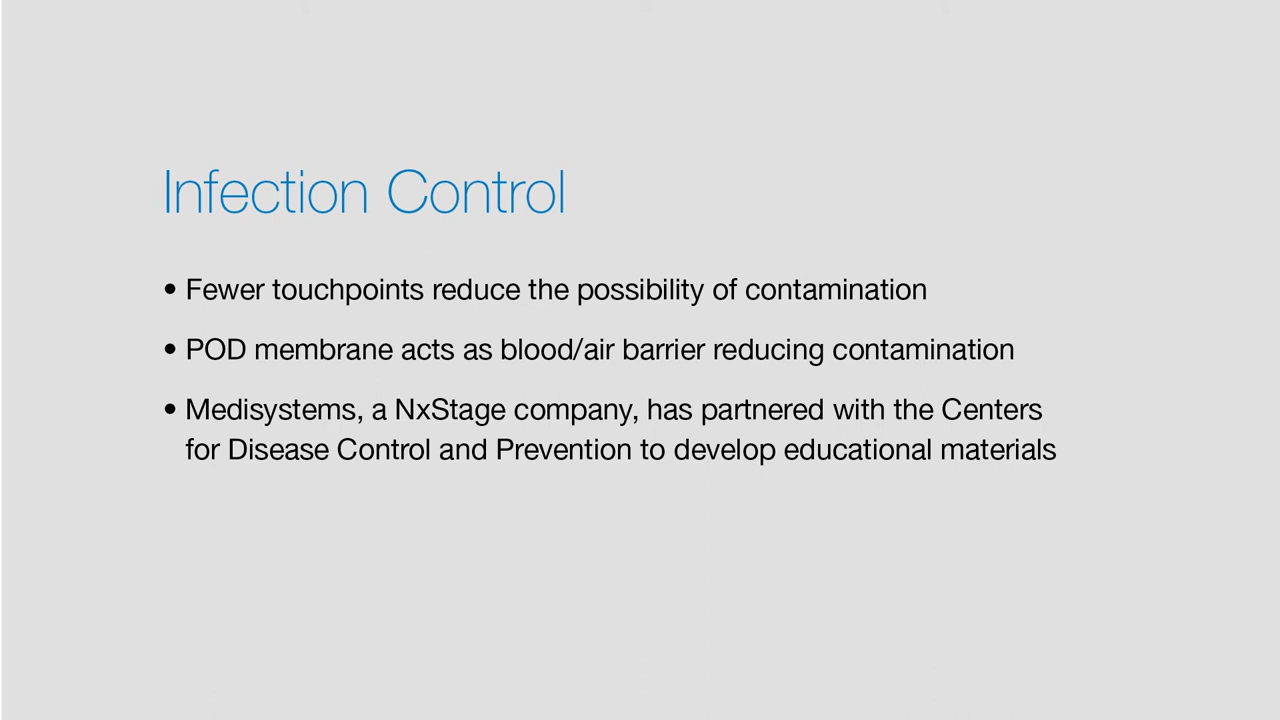 Infection Control
• Fewer touchpoints reduce the possibility of contamination
• POD membrane acts as blood/air barrier reducing contamination
• Medisystems, a NxStage company, has partnered with the Centers
for Disease Control and Prevention to develop educational materials